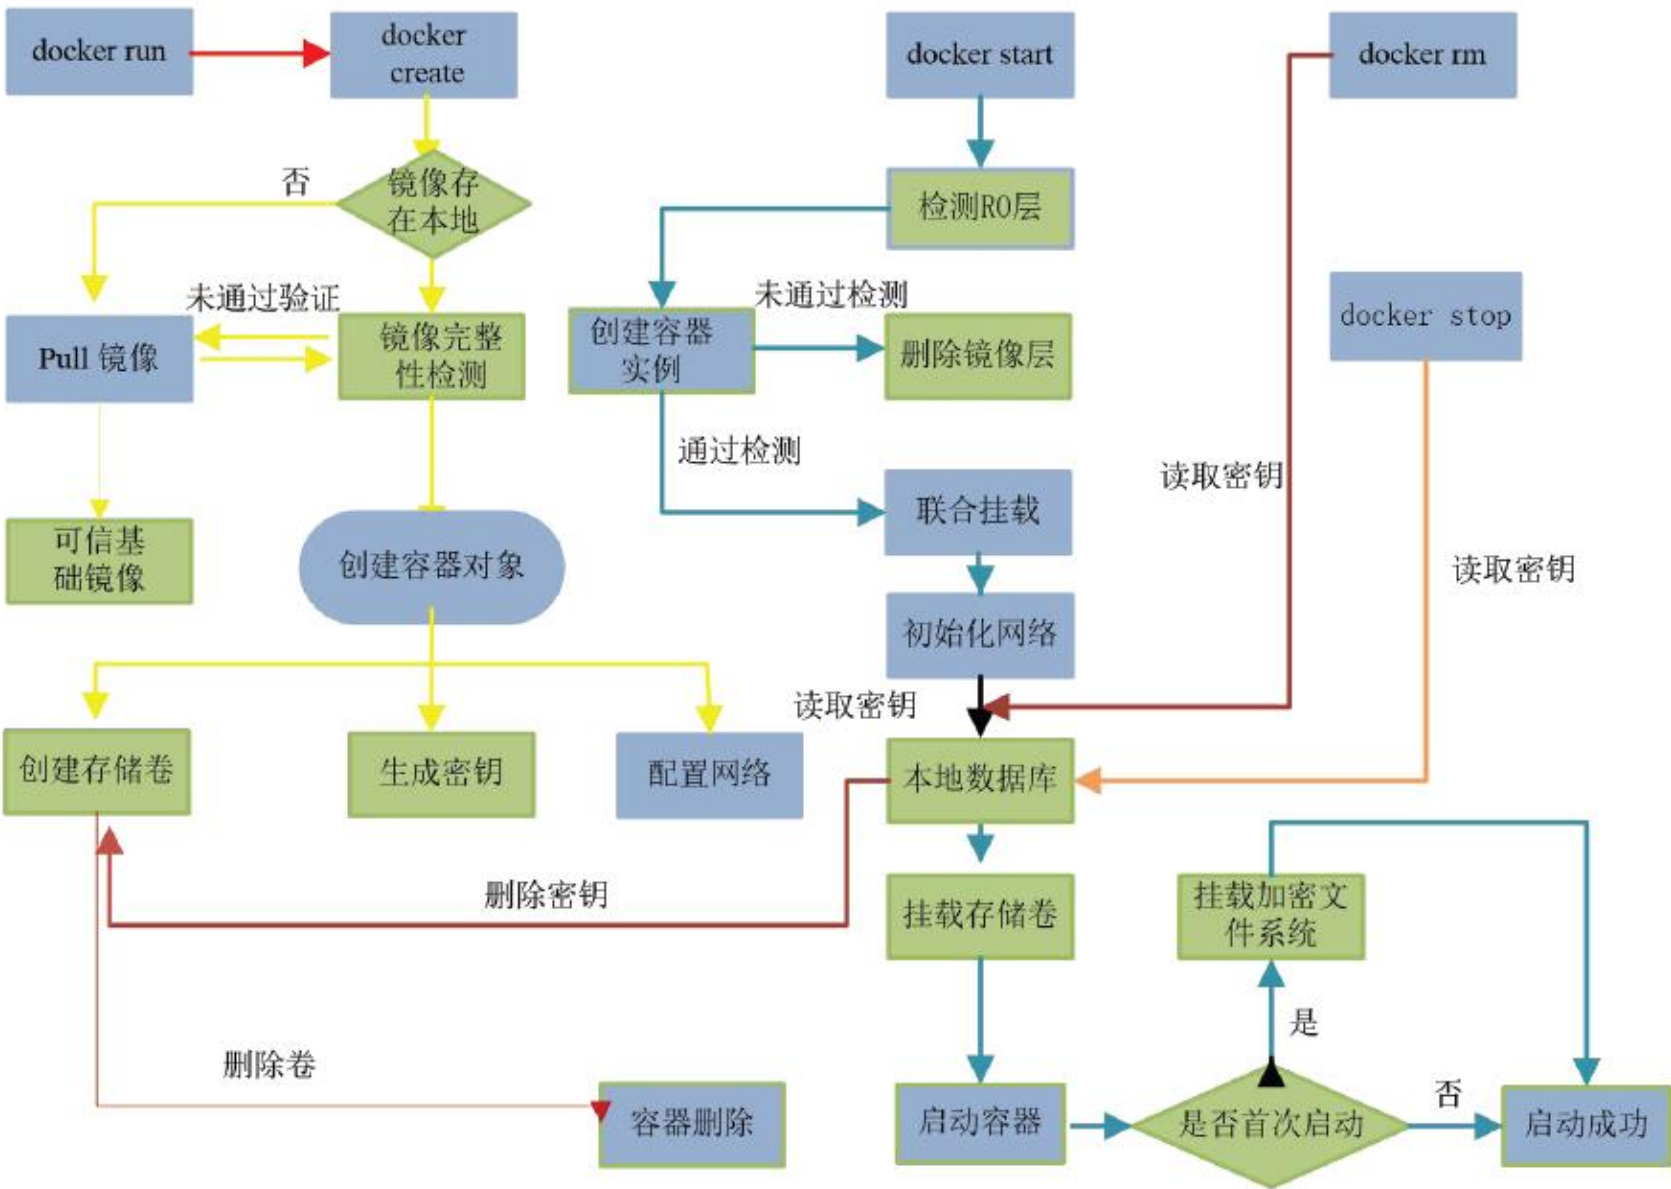 docker run
docker
create
docker start
docker rm
否
镜像存
在本地
检测RO层
未通过验证
未通过检测
docker stop
Pull 镜像
镜像完整
性检测
创建容器
实例
删除镜像层
通过检测
读取密钥
联合挂载
可信基
础镜像
创建容器对象
读取密钥
初始化网络
读取密钥
创建存储卷
生成密钥
配置网络
本地数据库
删除密钥
挂载存储卷
挂载加密文
件系统
是
删除卷
容器删除
启动容器
是否首次启动
否
启动成功